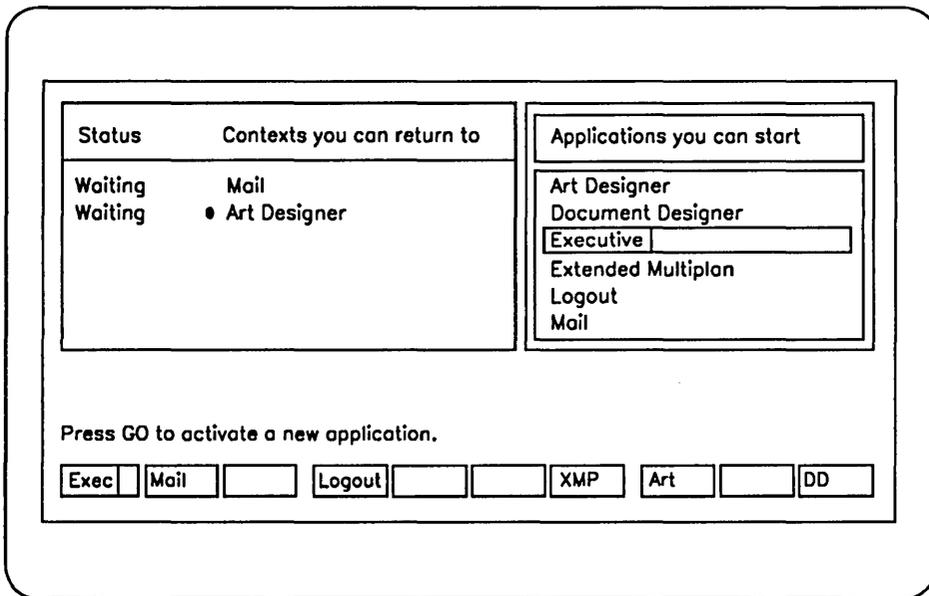 Status Contexts you can return to
Waiting Mail
Waiting • Art Designer
Applications you can start
Art Designer
Document Designer
Executive
Extended Multiplan
Logout
Mail
Press GO to activate a new application.
Exec Mail Logout XMP Art DD